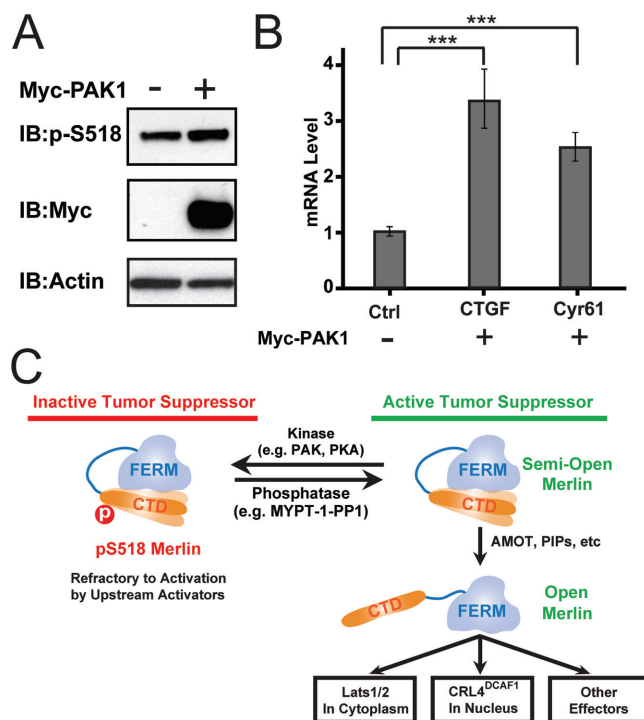 A
Myc-PAK1 - +
IB:p-S518
IB:Myc
IB:Actin
B
***
***
mRNA Level
4
3
2
1
0
Ctrl CTGF Cyr61
Myc-PAK1 - + +
C
Inactive Tumor Suppressor
Active Tumor Suppressor
Kinase
(e.g. PAK, PKA)
Phosphatase
(e.g. MYPT-1-PP1)
FERM
CTD
P
pS518 Merlin
Refractory to Activation
by Upstream Activators
FERM
CTD
Semi-Open
Merlin
AMOT, PIPs, etc
CTD
FERM
Open
Merlin
Lats1/2
In Cytoplasm
CRL4^DCAF1
In Nucleus
Other
Effectors